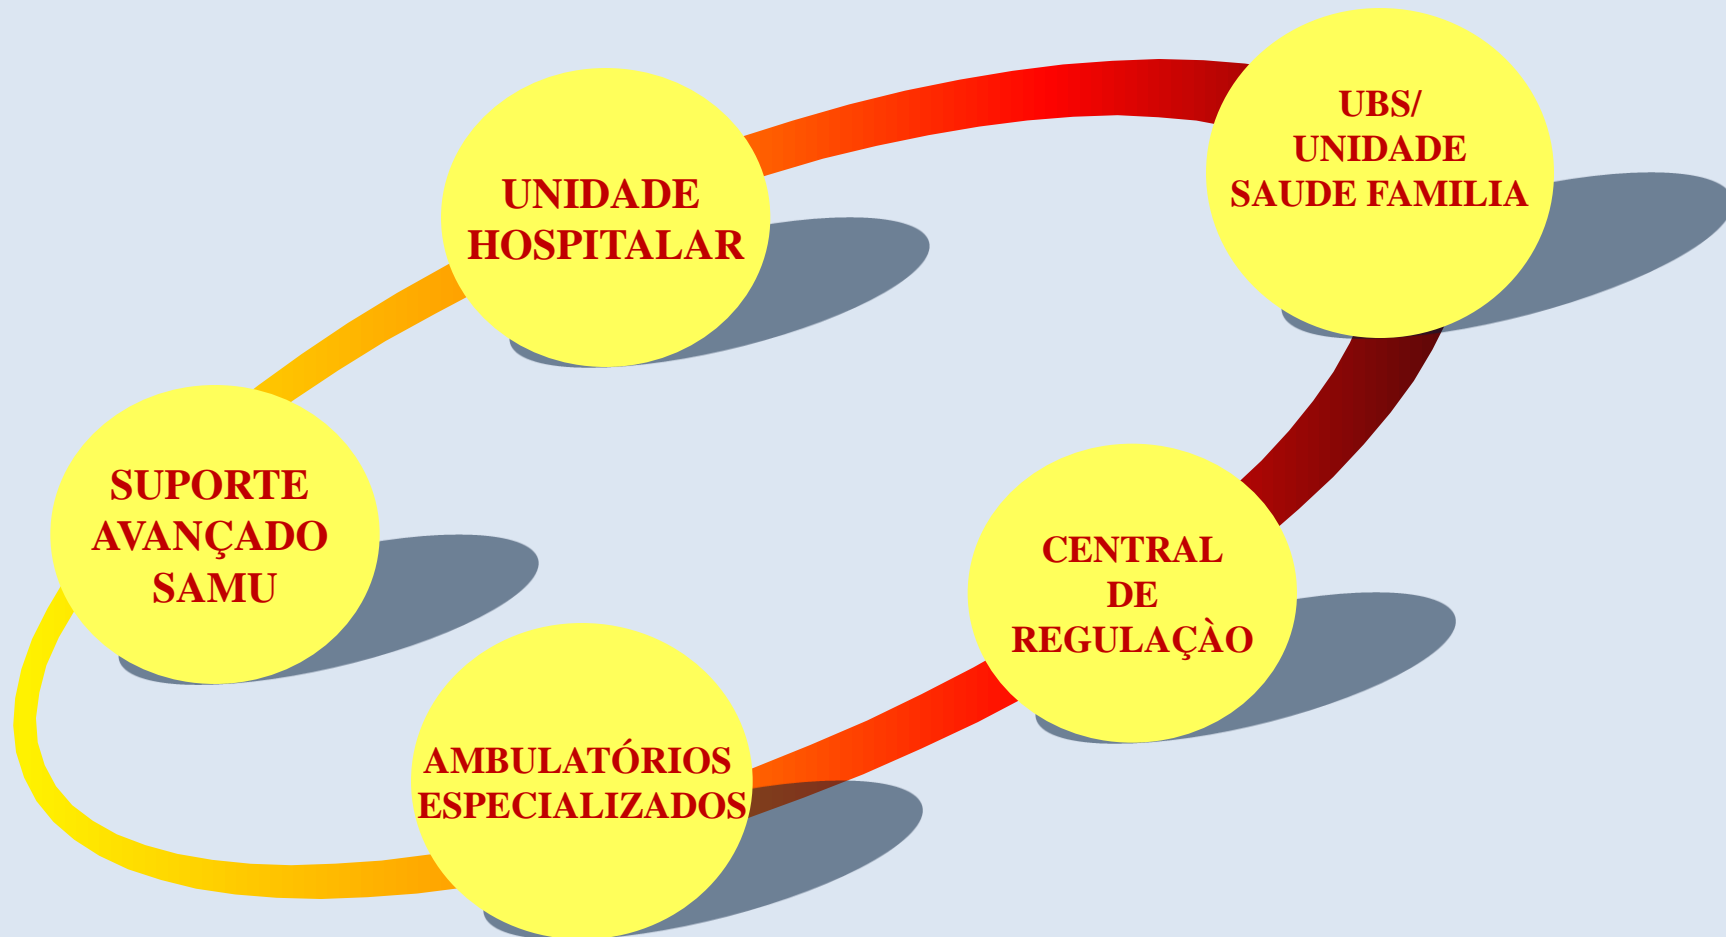 UBS/
UNIDADE
SAUDE FAMILIA
UNIDADE
HOSPITALAR
SUPORTE
AVANÇADO
SAMU
CENTRAL
DE
REGULAÇÀO
AMBULATÓRIOS
ESPECIALIZADOS